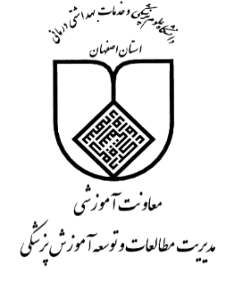 دانشگاه علوم پزشکی و خدمات بهداشتی درمانی
استان اصفهان
معاونت آموزشی
مدیریت مطالعات و توسعه آموزش پزشکی